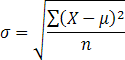 σ = √(∑(X − μ)² / n)